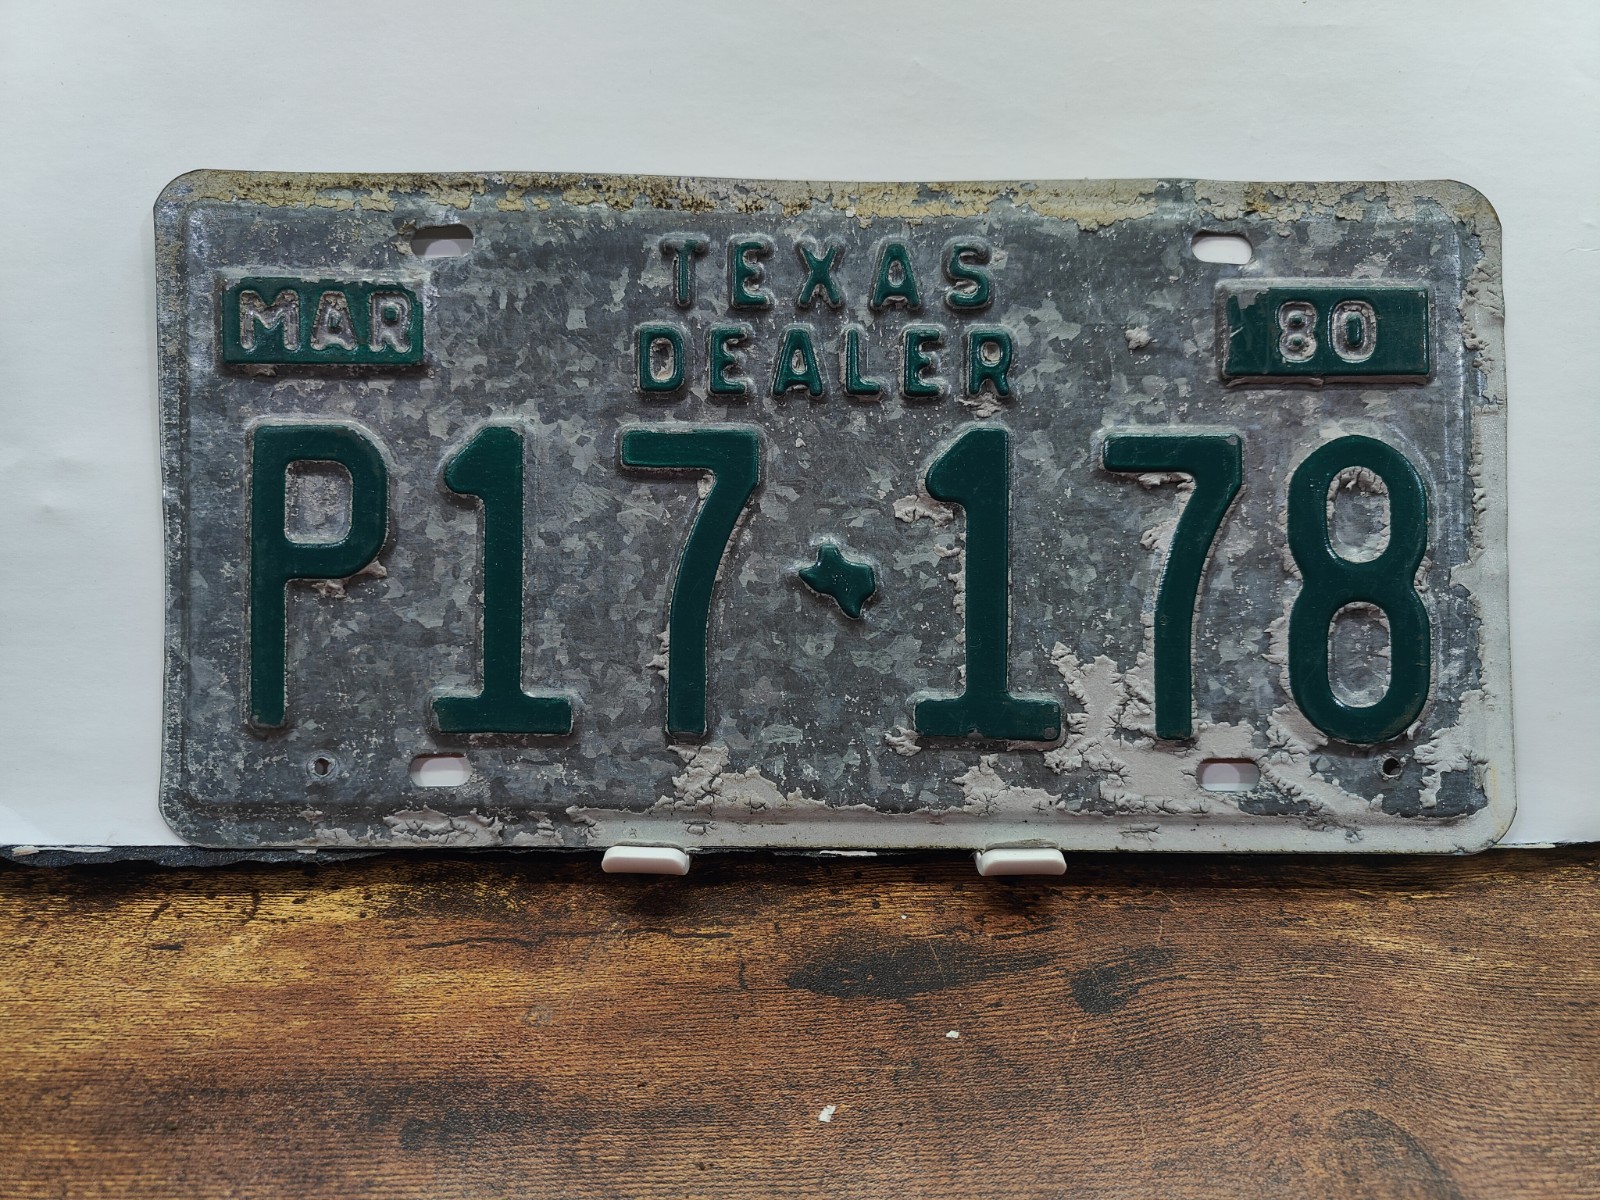 TEXAS
MAR DEALER 80
P17 178